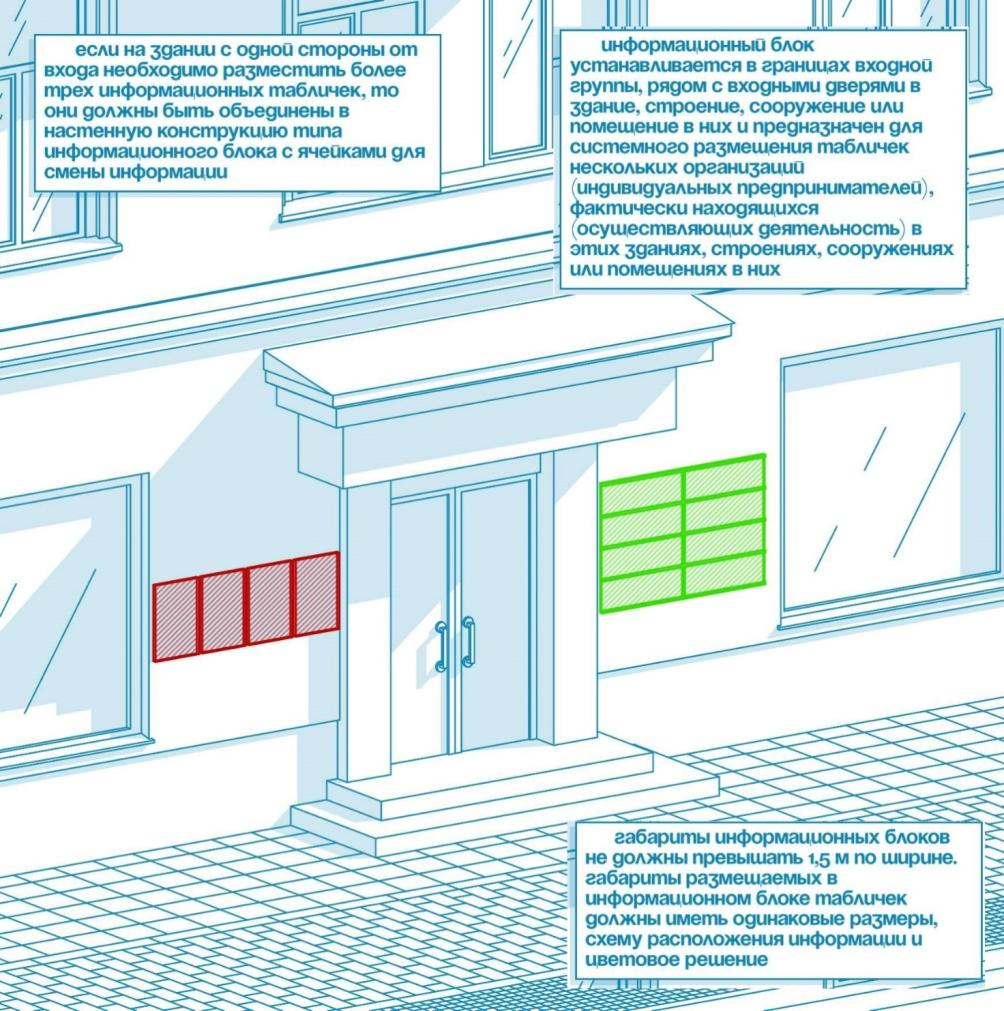 если на здании с одной стороны от
входа необходимо разместить более
трех информационных табличек, то
они должны быть объединены в
настенную конструкцию типа
информационного блока с ячейками для
смены информации
информационный блок
устанавливается в границах входной
группы, рядом с входными дверями в
здание, строение, сооружение или
помещение в них и предназначен для
системного размещения табличек
нескольких организаций
(индивидуальных предпринимателей),
фактически находящихся
(осуществляющих деятельность) в
этих зданиях, строениях, сооружениях
или помещениях в них
габариты информационных блоков
не должны превышать 1,5 м по ширине.
габариты размещаемых в
информационном блоке табличек
должны иметь одинаковые размеры,
схему расположения информации и
цветовое решение